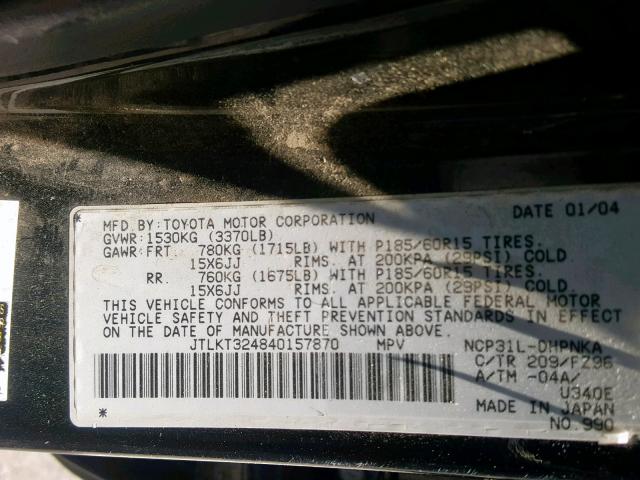 MFD BY:TOYOTA MOTOR CORPORATION DATE 01/04
GVWR:1530KG (3370LB)
GAWR:FRT 780KG (1715LB) WITH P185/60R15 TIRES.
15X6JJ RIMS. AT 200KPA (29PSI) COLD.
RR. 760KG (1675LB) WITH P185/60R15 TIRES.
15X6JJ RIMS. AT 200KPA (29PSI) COLD.
THIS VEHICLE CONFORMS TO ALL APPLICABLE FEDERAL MOTOR
VEHICLE SAFETY AND THEFT PREVENTION STANDARDS IN EFFECT
ON THE DATE OF MANUFACTURE SHOWN ABOVE.
JTLKT324840157870 MPV NCP31L-DHPNKA
C/TR 209/FZ96
A/TM -04A/
U340E
MADE IN JAPAN
NO.990